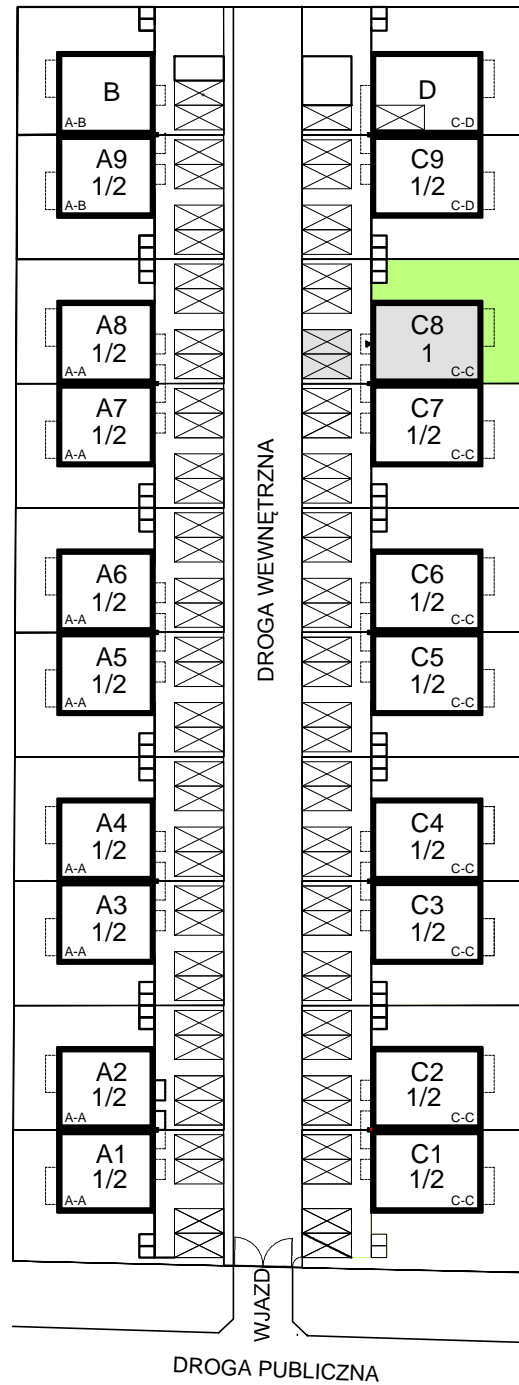 B
A-B
D
C-D
A9
1/2
A-B
C9
1/2
C-D
A8
1/2
A-A
C8
1
C-C
A7
1/2
A-A
C7
1/2
C-C
DROGA WEWNĘTRZNA
A6
1/2
A-A
C6
1/2
C-C
A5
1/2
A-A
C5
1/2
C-C
A4
1/2
A-A
C4
1/2
C-C
A3
1/2
A-A
C3
1/2
C-C
A2
1/2
A-A
C2
1/2
C-C
A1
1/2
A-A
C1
1/2
C-C
WJAZD
DROGA PUBLICZNA